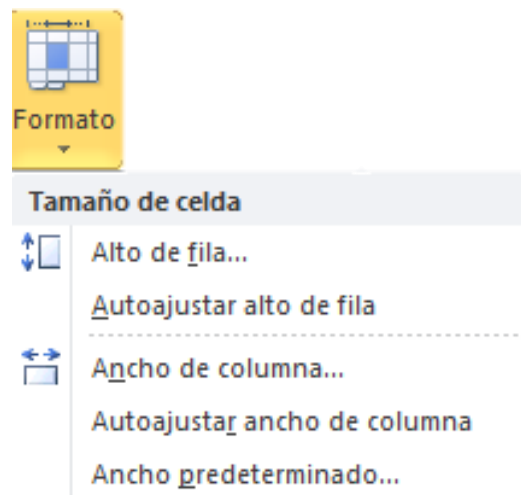 Formato
Tamaño de celda
Alto de fila...
Autoajustar alto de fila
Ancho de columna...
Autoajustar ancho de columna
Ancho predeterminado...